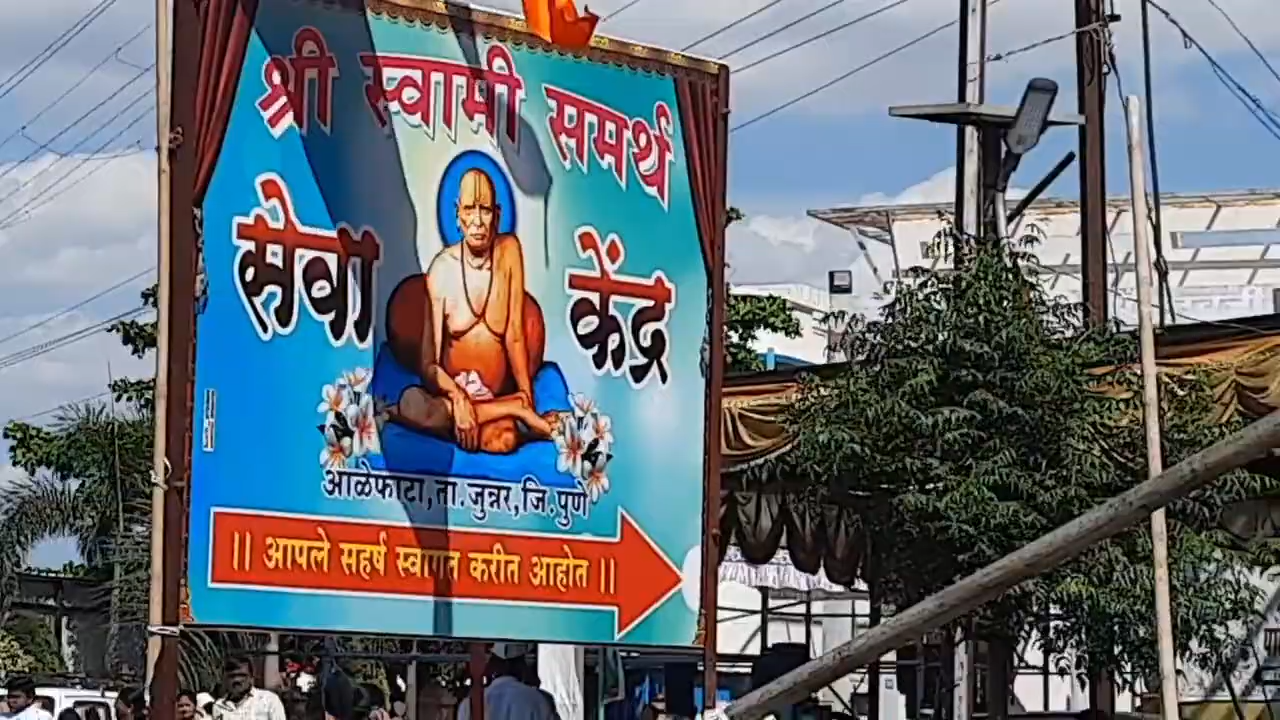 श्री स्वामी समर्थ
सेवा केंद्र
आळेफाटा,ता.जुन्नर,जि.पुणे
|| आपले सहर्ष स्वागत करीत आहोत ||